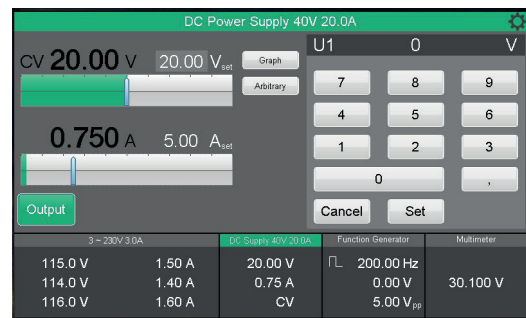 DC Power Supply 40V 20.0A
CV 20.00 V 20.00 Vset
Graph
Arbitrary
0.750 A 5.00 Aset
Output
U1 0 V
7 8 9
4 5 6
1 2 3
0 ,
Cancel Set
3 ~ 230V 3.0A
115.0 V 1.50 A
114.0 V 1.40 A
116.0 V 1.60 A
DC Supply 40V 20.0A
20.00 V
0.75 A
CV
Function Generator
200.00 Hz
0.00 V
5.00 Vpp
Multimeter
30.100 V